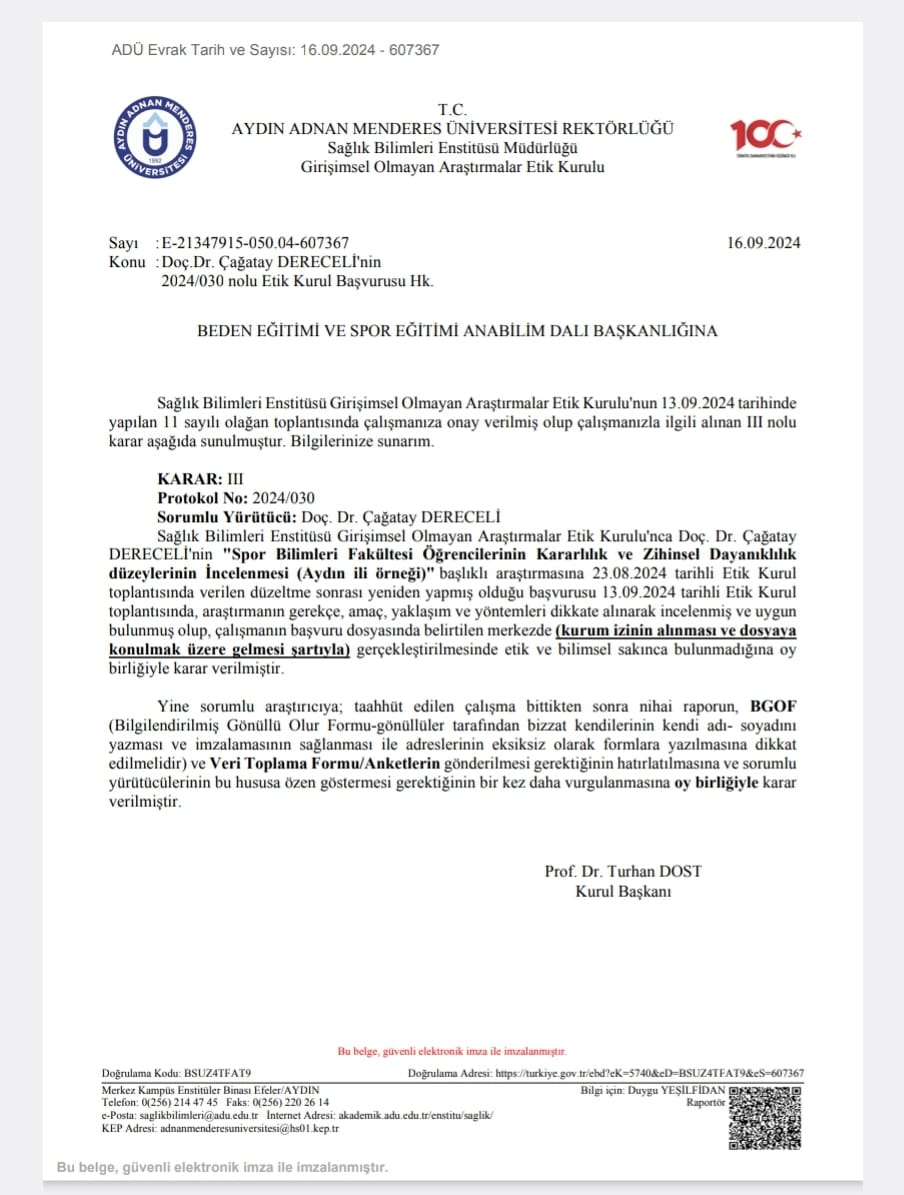 ADÜ Evrak Tarih ve Sayısı: 16.09.2024 - 607367
AYDIN ADNAN MENDERES ÜNİVERSİTESİ
1992
T.C.
AYDIN ADNAN MENDERES ÜNİVERSİTESİ REKTÖRLÜĞÜ
Sağlık Bilimleri Enstitüsü Müdürlüğü
Girişimsel Olmayan Araştırmalar Etik Kurulu
100
Sayı :E-21347915-050.04-607367
16.09.2024
Konu :Doç.Dr. Çağatay DERECELİ'nin
2024/030 nolu Etik Kurul Başvurusu Hk.
BEDEN EĞİTİMİ VE SPOR EĞİTİMİ ANABİLİM DALI BAŞKANLIĞINA
Sağlık Bilimleri Enstitüsü Girişimsel Olmayan Araştırmalar Etik Kurulu'nun 13.09.2024 tarihinde
yapılan 11 sayılı olağan toplantısında çalışmanıza onay verilmiş olup çalışmanızla ilgili alınan III nolu
karar aşağıda sunulmuştur. Bilgilerinize sunarım.
KARAR: III
Protokol No: 2024/030
Sorumlu Yürütücü: Doç. Dr. Çağatay DERECELİ
Sağlık Bilimleri Enstitüsü Girişimsel Olmayan Araştırmalar Etik Kurulu'nca Doç. Dr. Çağatay
DERECELİ'nin "Spor Bilimleri Fakültesi Öğrencilerinin Kararlılık ve Zihinsel Dayanıklılık
düzeylerinin İncelenmesi (Aydın ili örneği)" başlıklı araştırmasına 23.08.2024 tarihli Etik Kurul
toplantısında verilen düzeltme sonrası yeniden yapmış olduğu başvurusu 13.09.2024 tarihli Etik Kurul
toplantısında, araştırmanın gerekçe, amaç, yaklaşım ve yöntemleri dikkate alınarak incelenmiş ve uygun
bulunmuş olup, çalışmanın başvuru dosyasında belirtilen merkezde (kurum izinin alınması ve dosyaya
konulmak üzere gelmesi şartıyla) gerçekleştirilmesinde etik ve bilimsel sakınca bulunmadığına oy
birliğiyle karar verilmiştir.
Yine sorumlu araştırıcıya; taahhüt edilen çalışma bittikten sonra nihai raporun, BGOF
(Bilgilendirilmiş Gönüllü Olur Formu-gönüllüler tarafından bizzat kendilerinin kendi adı- soyadını
yazması ve imzalamasının sağlanması ile adreslerinin eksiksiz olarak formlara yazılmasına dikkat
edilmelidir) ve Veri Toplama Formu/Anketlerin gönderilmesi gerektiğinin hatırlatılmasına ve sorumlu
yürütücülerinin bu hususa özen göstermesi gerektiğinin bir kez daha vurgulanmasına oy birliğiyle karar
verilmiştir.
Prof. Dr. Turhan DOST
Kurul Başkanı
Bu belge, güvenli elektronik imza ile imzalanmıştır.
Doğrulama Kodu: BSUZ4TFAT9
Doğrulama Adresi: https://turkiye.gov.tr/ebd?eK=5740&eD=BSUZ4TFAT9&eS=607367
Merkez Kampüs Enstitüler Binası Efeler/AYDIN
Bilgi için: Duygu YEŞİLFİDAN
Telefon: 0(256) 214 47 45 Faks: 0(256) 220 26 14
Raportör
e-Posta: saglikbilimleri@adu.edu.tr İnternet Adresi: akademik.adu.edu.tr/enstitu/saglik/
KEP Adresi: adnanmenderesuniversitesi@hs01.kep.tr
Bu belge, güvenli elektronik imza ile imzalanmıştır.